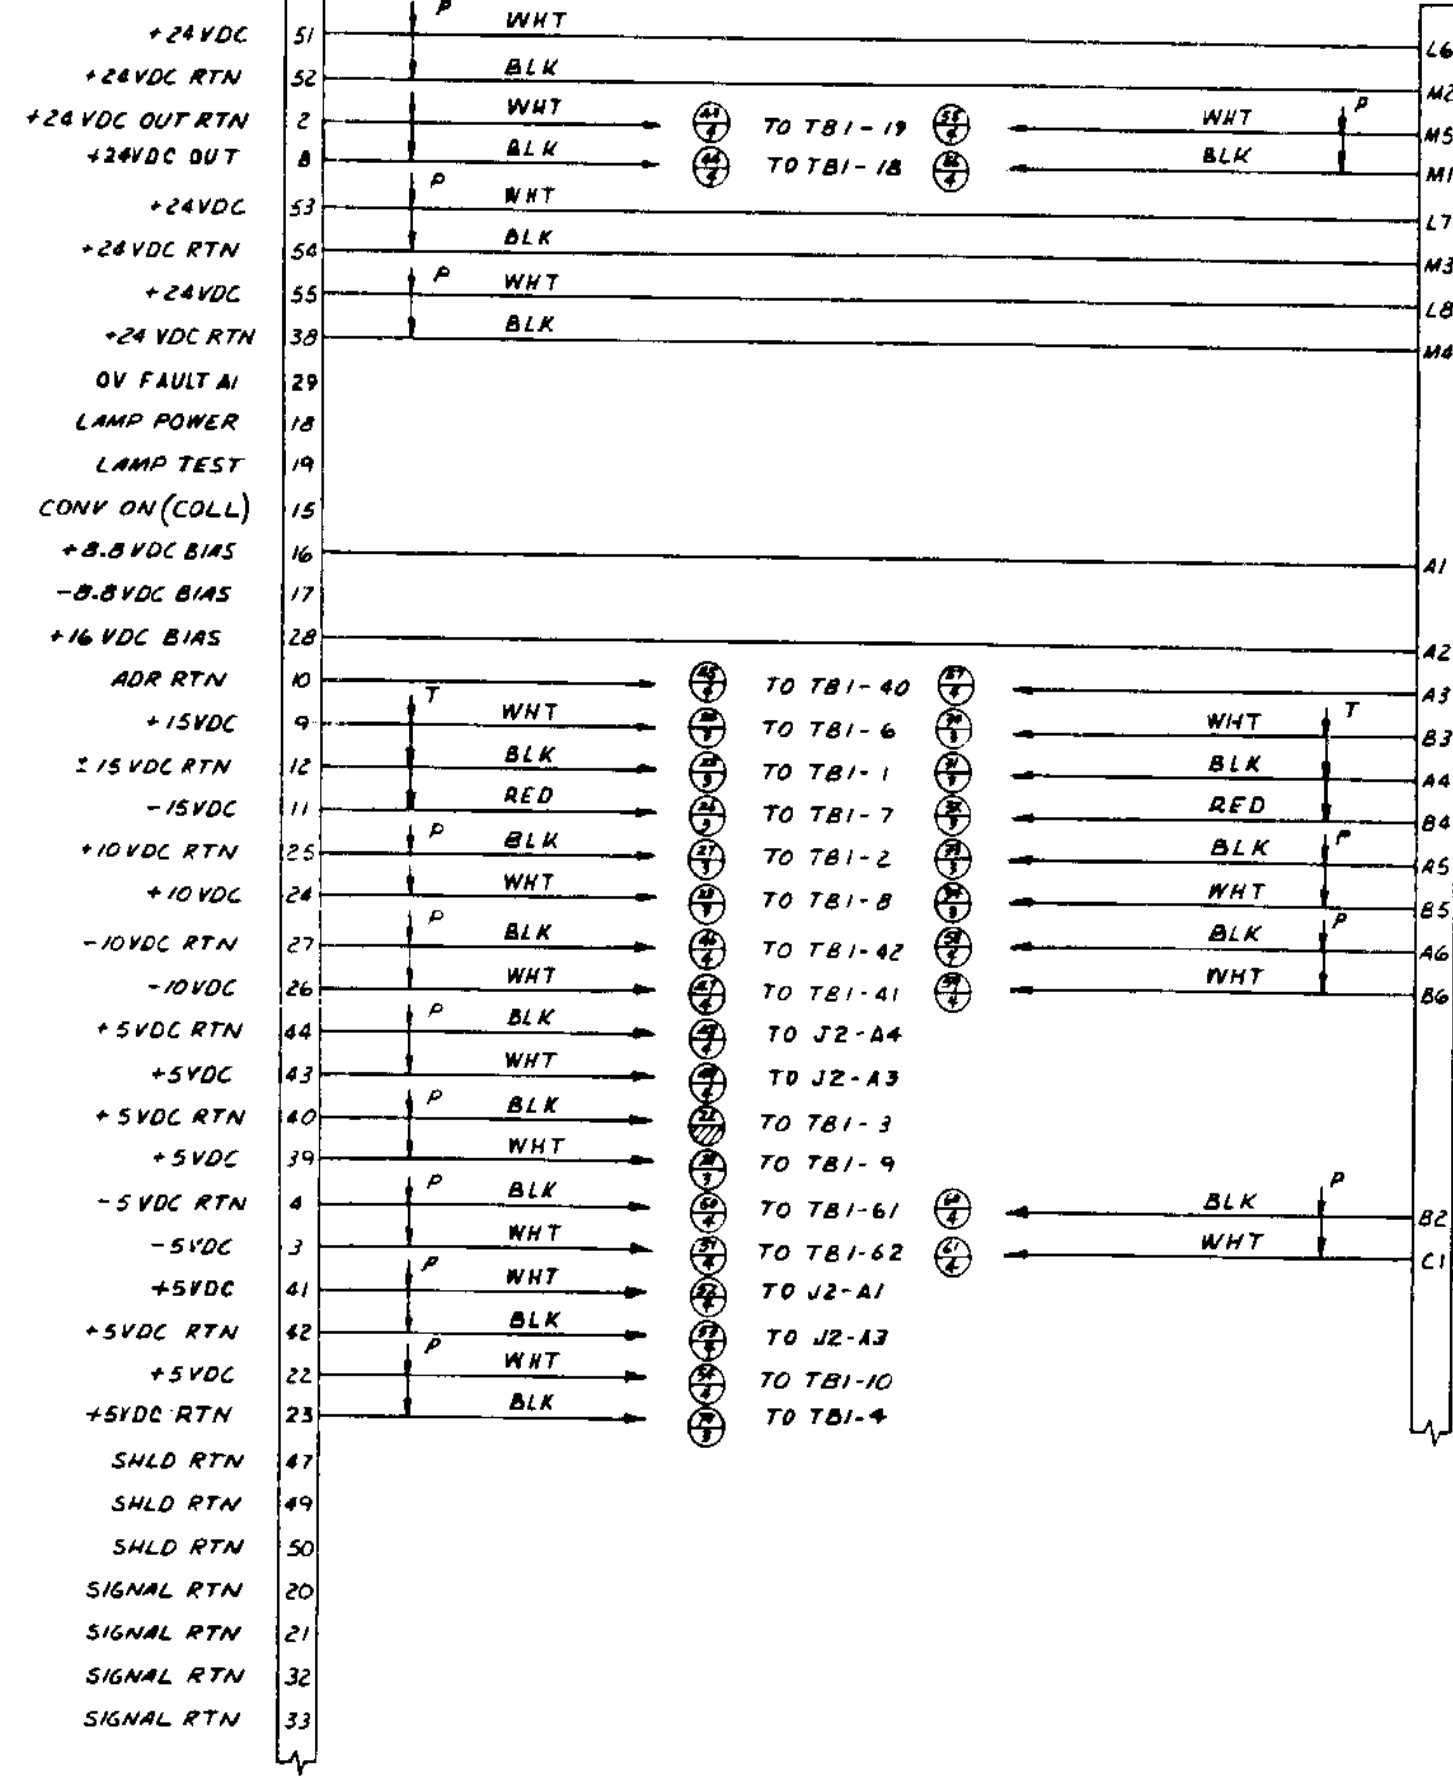 P
+24VDC 51 WHT L6
+24VDC RTN 52 BLK M2
+24 VDC OUT RTN 2 WHT TO TB1-19 WHT P M5
+24VDC OUT 8 BLK TO TB1-18 BLK M1
P
+24VDC 53 WHT L7
+24VDC RTN 54 BLK M3
P
+24VDC 55 WHT L8
+24 VDC RTN 38 BLK M4
OV FAULT A1 29
LAMP POWER 18
LAMP TEST 19
CONV ON (COLL) 15
+8.8 VDC BIAS 16 A1
-8.8 VDC BIAS 17
+16 VDC BIAS 28 A2
ADR RTN 10 TO TB1-40 A3
T T
+15VDC 9 WHT TO TB1-6 WHT B3
±15 VDC RTN 12 BLK TO TB1-1 BLK A4
-15VDC 11 RED TO TB1-7 RED B4
P P
+10 VDC RTN 25 BLK TO TB1-2 BLK A5
+10 VDC 24 WHT TO TB1-8 WHT B5
P P
-10VDC RTN 27 BLK 46/4 TO TB1-42 BLK A6
-10VDC 26 WHT TO TB1-41 WHT B6
P
+5VDC RTN 44 BLK TO J2-A4
+5VDC 43 WHT TO J2-A3
P
+5VDC RTN 40 BLK TO TB1-3
+5VDC 39 WHT TO TB1-9
P P
-5VDC RTN 4 BLK TO TB1-61 BLK B2
-5VDC 3 WHT TO TB1-62 61/4 WHT C1
P
+5VDC 41 WHT TO J2-A1
+5VDC RTN 42 BLK TO J2-A3
P
+5VDC 22 WHT TO TB1-10
+5VDC RTN 23 BLK TO TB1-4
SHLD RTN 47
SHLD RTN 49
SHLD RTN 50
SIGNAL RTN 20
SIGNAL RTN 21
SIGNAL RTN 32
SIGNAL RTN 33